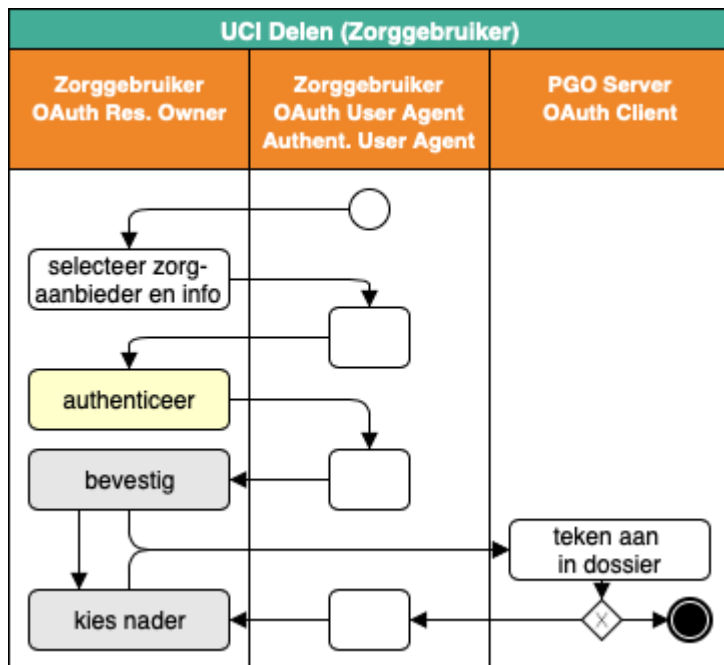 UCI Delen (Zorggebruiker)
Zorggebruiker
OAuth Res. Owner
Zorggebruiker
OAuth User Agent
Authent. User Agent
PGO Server
OAuth Client
selecteer zorg-
aanbieder en info
authenticeer
bevestig
teken aan
in dossier
kies nader
X